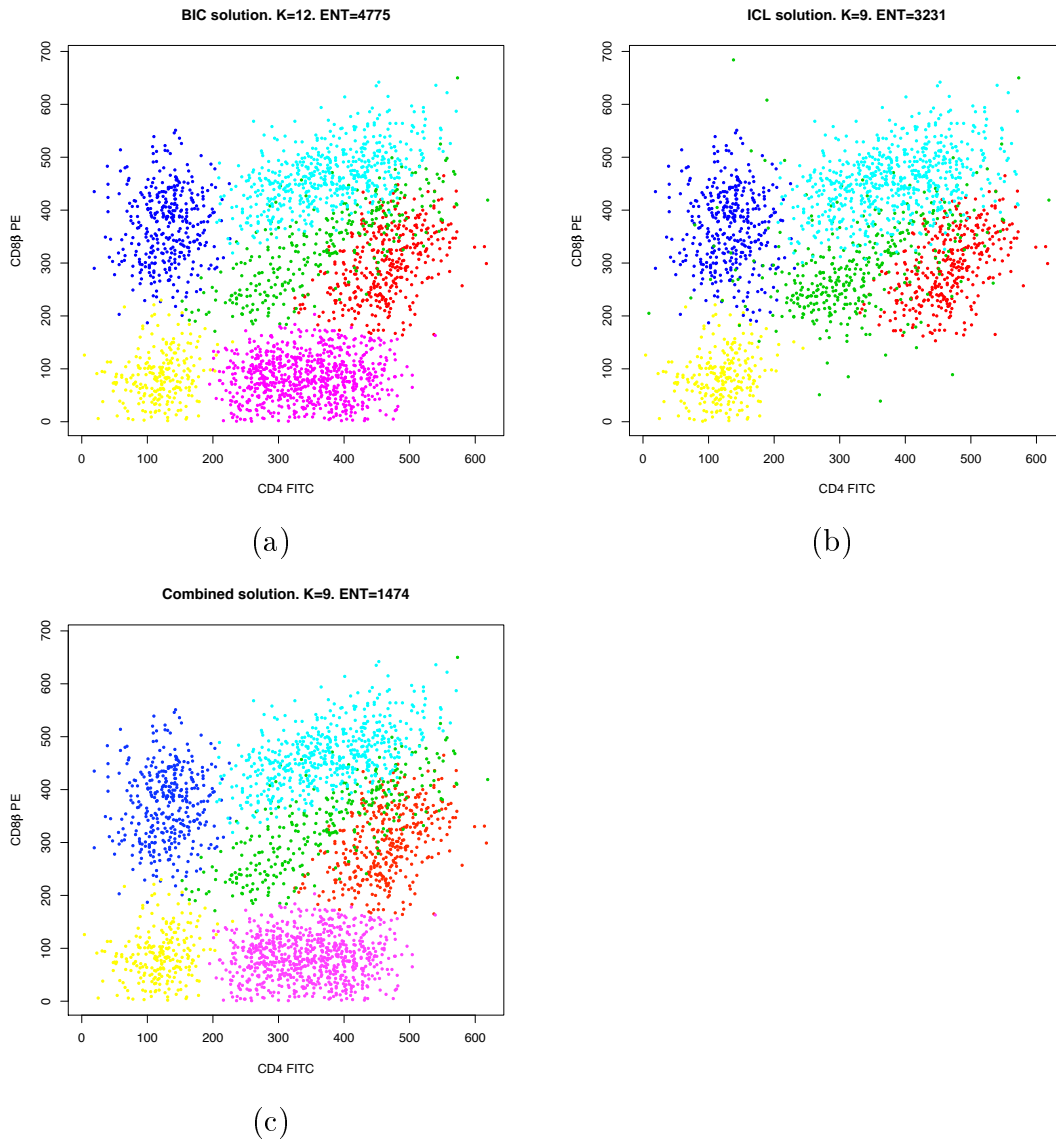 BIC solution. K=12. ENT=4775
700
600
500
400
300
200
100
0
CD8β PE
0 100 200 300 400 500 600
CD4 FITC
(a)
ICL solution. K=9. ENT=3231
700
600
500
400
300
200
100
0
CD8β PE
0 100 200 300 400 500 600
CD4 FITC
(b)
Combined solution. K=9. ENT=1474
700
600
500
400
300
200
100
0
CD8β PE
0 100 200 300 400 500 600
CD4 FITC
(c)